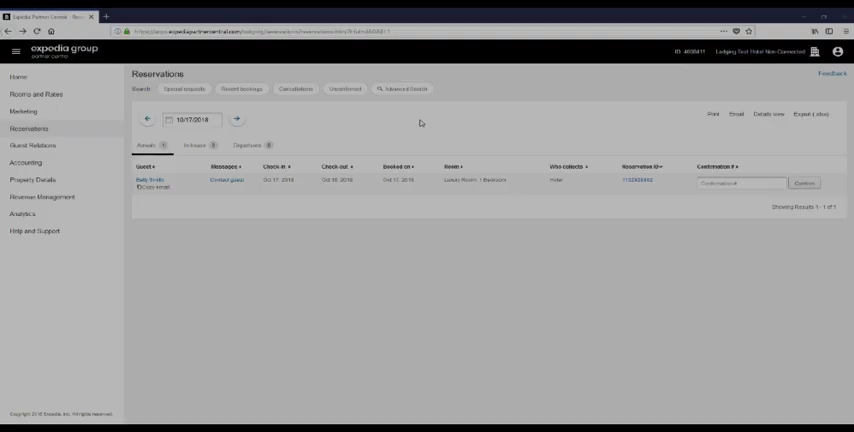 Expedia Partner Central - Reser
expedia group
partner central
ID: 4608411
Lodging Test Hotel Non-Connected
Home
Rooms and Rates
Marketing
Reservations
Guest Relations
Accounting
Property Details
Revenue Management
Analytics
Help and Support
Reservations
Feedback
Search: Special requests Recent bookings Cancellations Unconfirmed Advanced Search
10/17/2018
Print Email Details view Export (.xlsx)
Arrivals 1 In-house 0 Departures 0
Guest Messages Check-in Check-out Booked on Room Who collects Reservation ID Confirmation #
Betty Smith Contact guest Oct 17, 2018 Oct 18, 2018 Oct 17, 2018 Luxury Room, 1 Bedroom Hotel Confirmation # Confirm
Copy email
Showing Results 1 - 1 of 1
Copyright 2018 Expedia, Inc. All rights reserved.